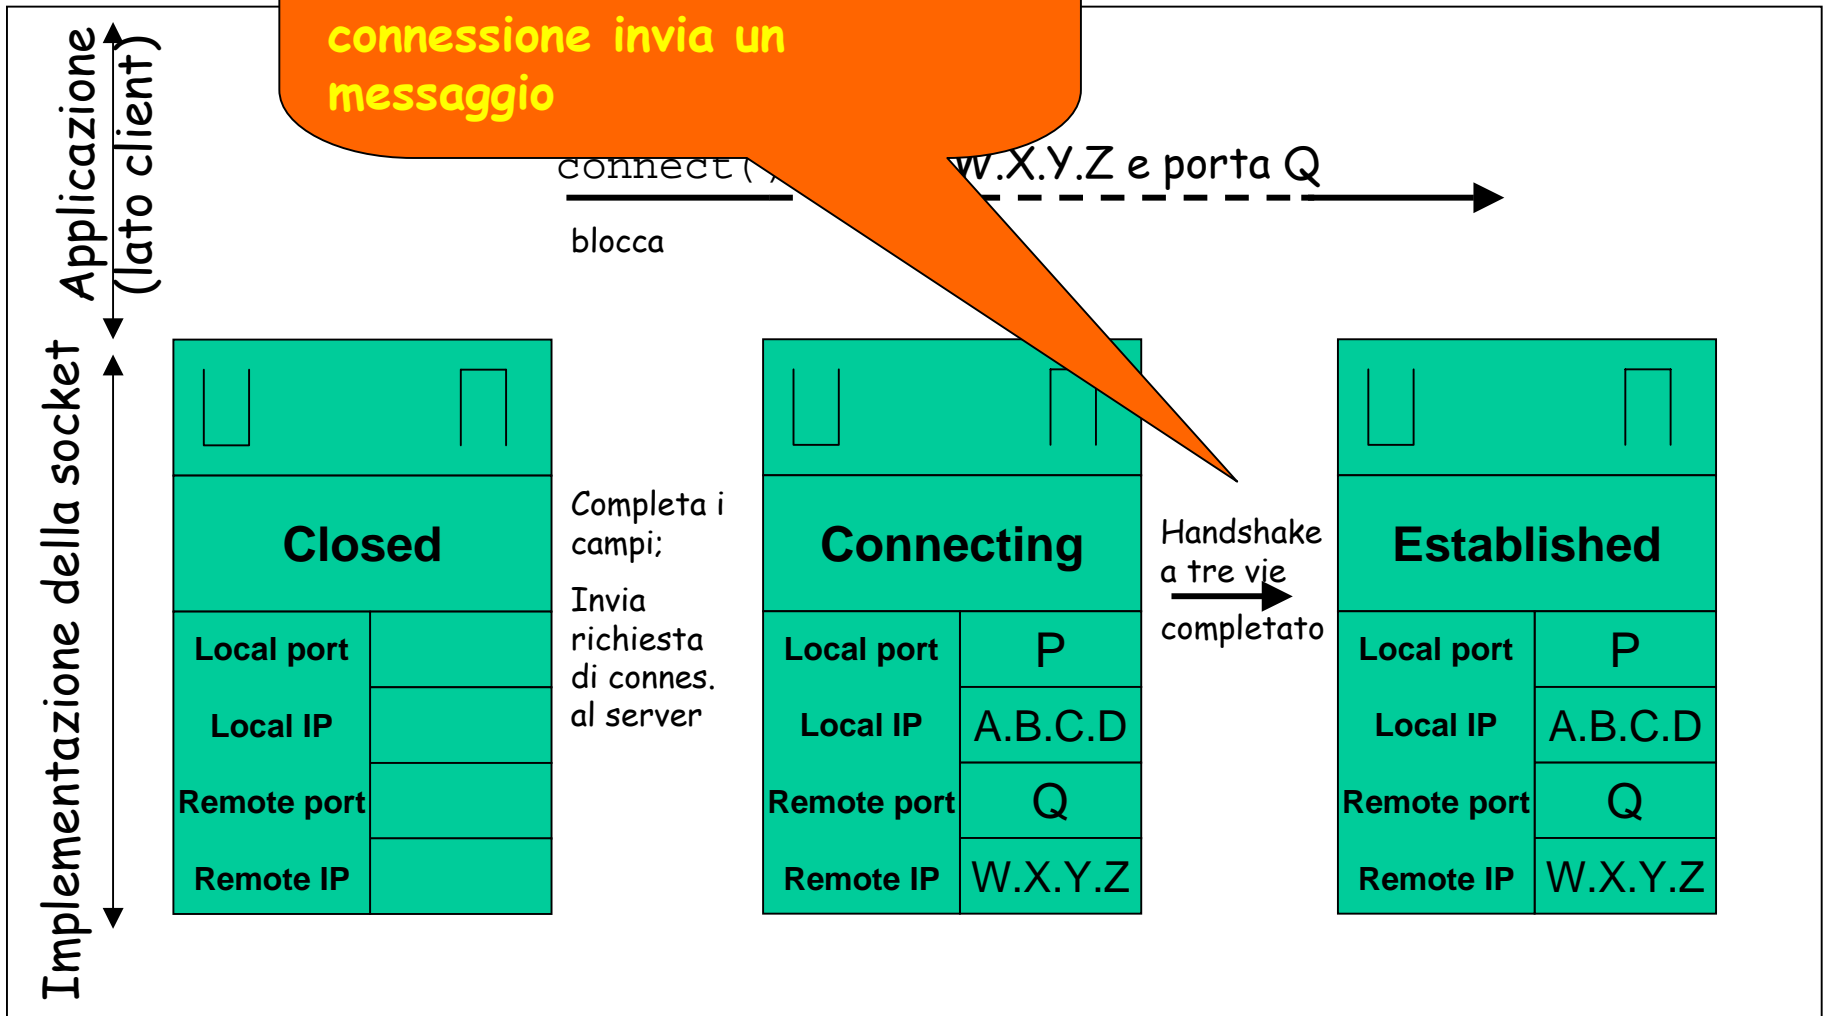 connessione invia un
messaggio
Applicazione
(lato client)
connect()
W.X.Y.Z e porta Q
blocca
Implementazione della socket
Closed
Local port
Local IP
Remote port
Remote IP
Completa i
campi;
Invia
richiesta
di connes.
al server
Connecting
Local port P
Local IP A.B.C.D
Remote port Q
Remote IP W.X.Y.Z
Handshake
a tre vie
completato
Established
Local port P
Local IP A.B.C.D
Remote port Q
Remote IP W.X.Y.Z